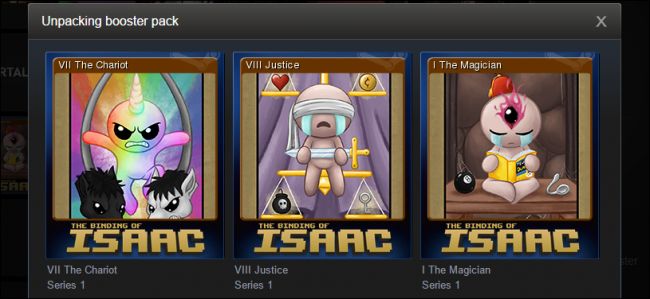 Unpacking booster pack
X
VII The Chariot
VIII Justice
I The Magician
THE BINDING OF
ISAAC
THE BINDING OF
ISAAC
THE BINDING OF
ISAAC
VII The Chariot
Series 1
VIII Justice
Series 1
I The Magician
Series 1